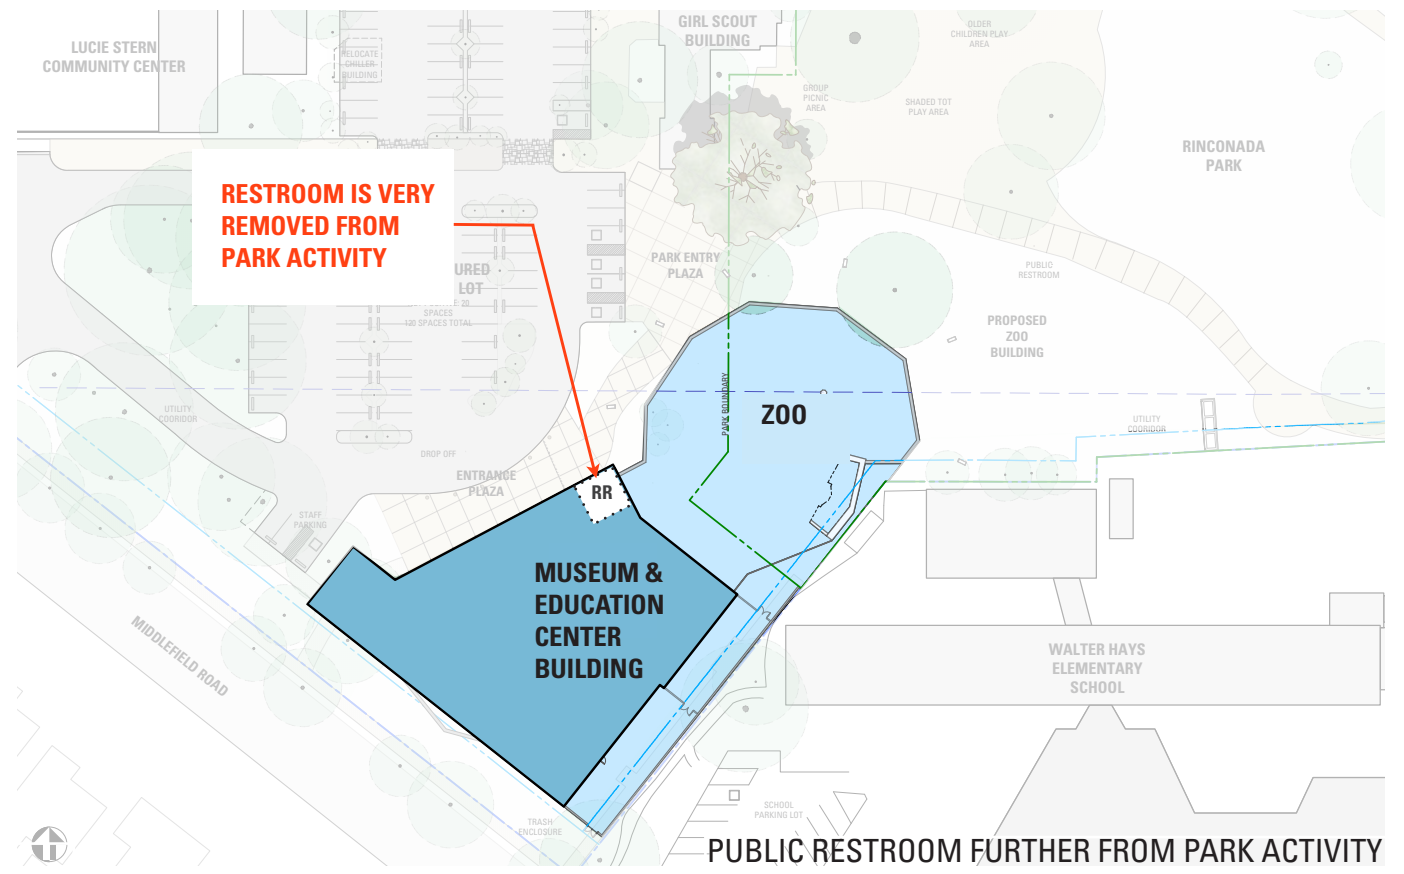 LUCIE STERN
COMMUNITY CENTER
RELOCATE
CHILLER
BUILDING
GIRL SCOUT
BUILDING
OLDER
CHILDREN PLAY
AREA
GROUP
PICNIC
AREA
SHADED TOT
PLAY AREA
RINCONADA
PARK
RESTROOM IS VERY
REMOVED FROM
PARK ACTIVITY
URED
LOT
20
SPACES
120 SPACES TOTAL
PARK ENTRY
PLAZA
PUBLIC
RESTROOM
PROPOSED
ZOO
BUILDING
PARK BOUNDARY
ZOO
UTILITY
CODRIDOR
UTILITY
CODRIDOR
DROP OFF
ENTRANCE
PLAZA
RR
STAFF
PARKING
MUSEUM &
EDUCATION
CENTER
BUILDING
MIDDLEFIELD ROAD
WALTER HAYS
ELEMENTARY
SCHOOL
SCHOOL
PARKING LOT
TRASH
ENCLOSURE
PUBLIC RESTROOM FURTHER FROM PARK ACTIVITY